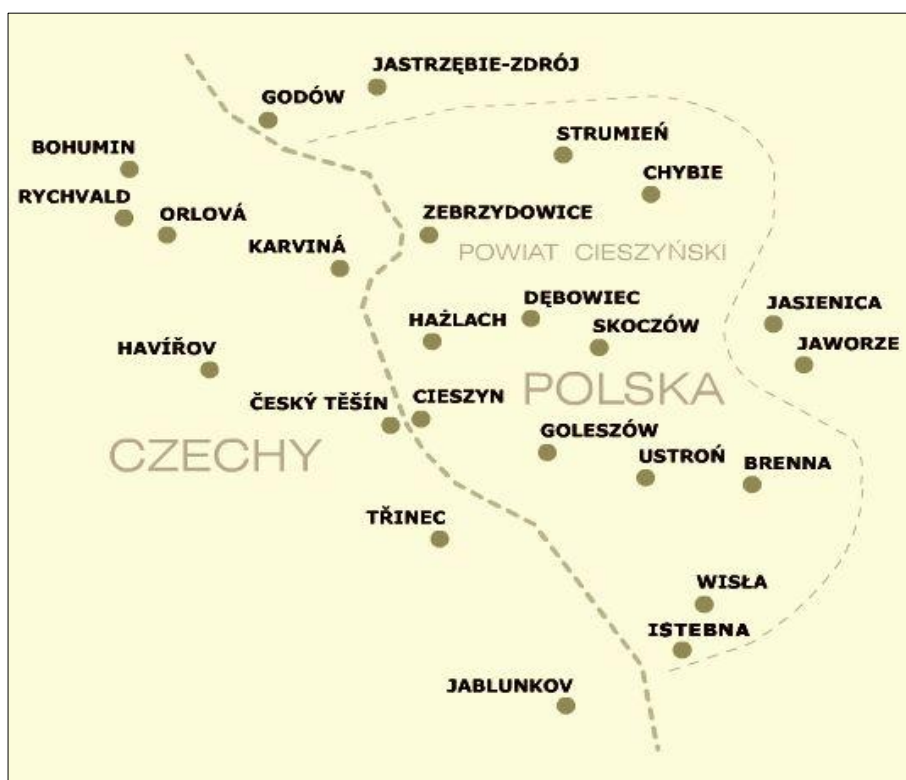 JASTRZĘBIE-ZDRÓJ
GODÓW
STRUMIEŃ
BOHUMIN
CHYBIE
RYCHVALD
ORLOVÁ
ZEBRZYDOWICE
KARVINÁ
POWIAT CIESZYŃSKI
DĘBOWIEC
JASIENICA
HAŻLACH
SKOCZÓW
HAVÍŘOV
JAWORZE
POLSKA
CIESZYN
ČESKÝ TĚŠÍN
GOLESZÓW
CZECHY
USTROŃ
BRENNA
TŘINEC
WISŁA
ISTEBNA
JABLUNKOV